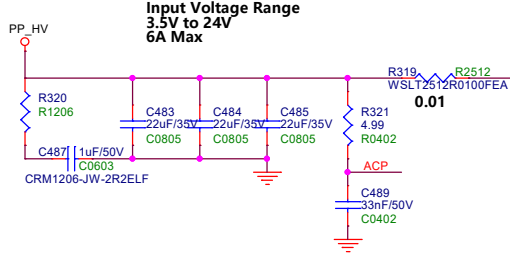 Input Voltage Range
3.5V to 24V
6A Max
PP_HV
R319
R2512
WSLT2512R0100FEA
0.01
R320
R1206
C483
22uF/35V
C0805
C484
22uF/35V
C0805
C485
22uF/35V
C0805
R321
4.99
R0402
C487
1uF/50V
C0603
CRM1206-JW-2R2ELF
ACP
C489
33nF/50V
C0402